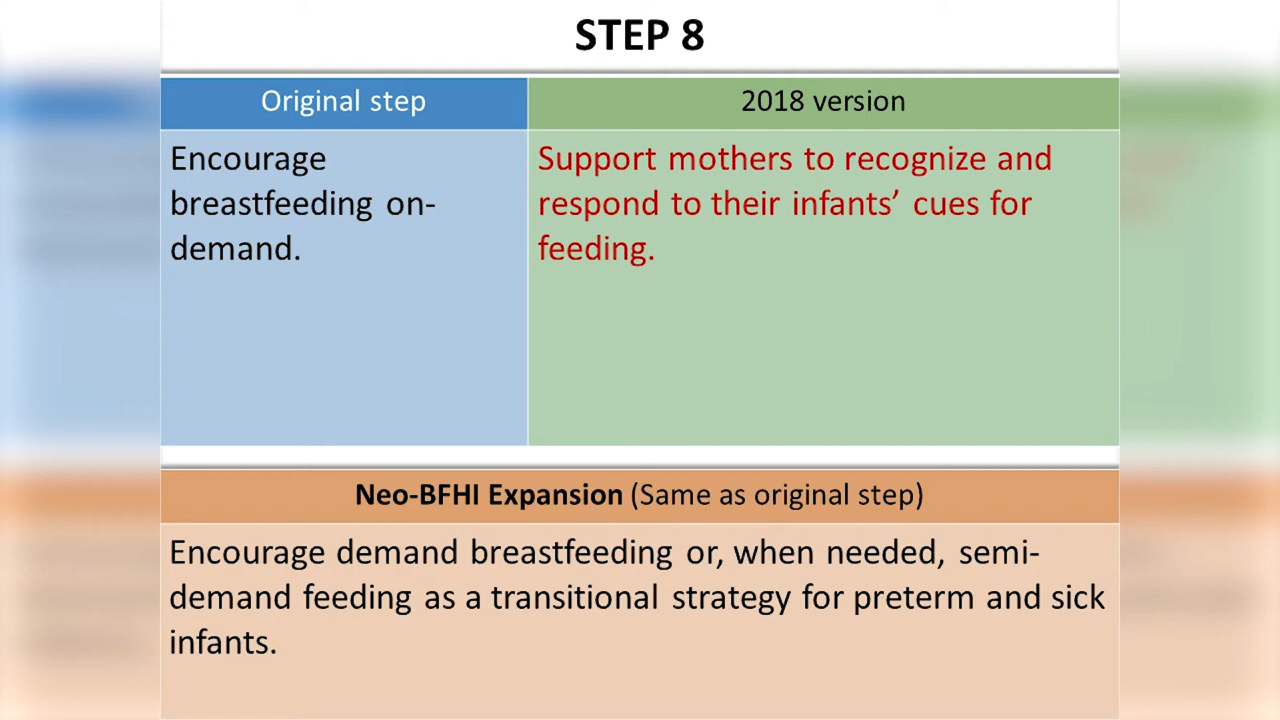 STEP 8
Original step
2018 version
Encourage
breastfeeding on-
demand.
Support mothers to recognize and
respond to their infants’ cues for
feeding.
Neo-BFHI Expansion (Same as original step)
Encourage demand breastfeeding or, when needed, semi-
demand feeding as a transitional strategy for preterm and sick
infants.